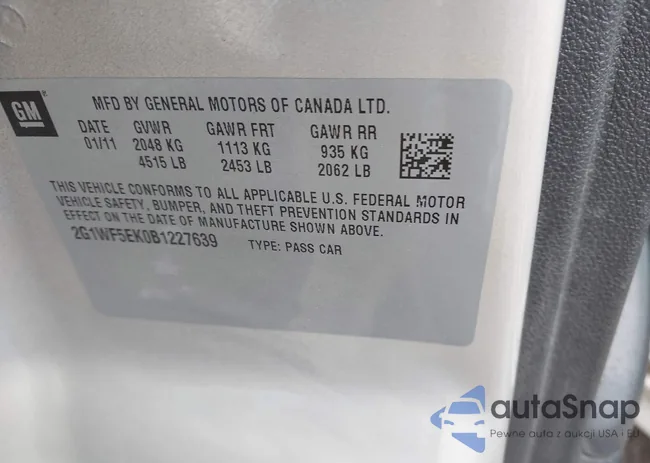 GM
MFD BY GENERAL MOTORS OF CANADA LTD.
DATE GVWR GAWR FRT GAWR RR
01/11 2048 KG 1113 KG 935 KG
4515 LB 2453 LB 2062 LB
THIS VEHICLE CONFORMS TO ALL APPLICABLE U.S. FEDERAL MOTOR
VEHICLE SAFETY, BUMPER, AND THEFT PREVENTION STANDARDS IN
EFFECT ON THE DATE OF MANUFACTURE SHOWN ABOVE.
2G1WF5EK0B1227639 TYPE: PASS CAR
autoSnap
Pewne auta z aukcji USA i EU